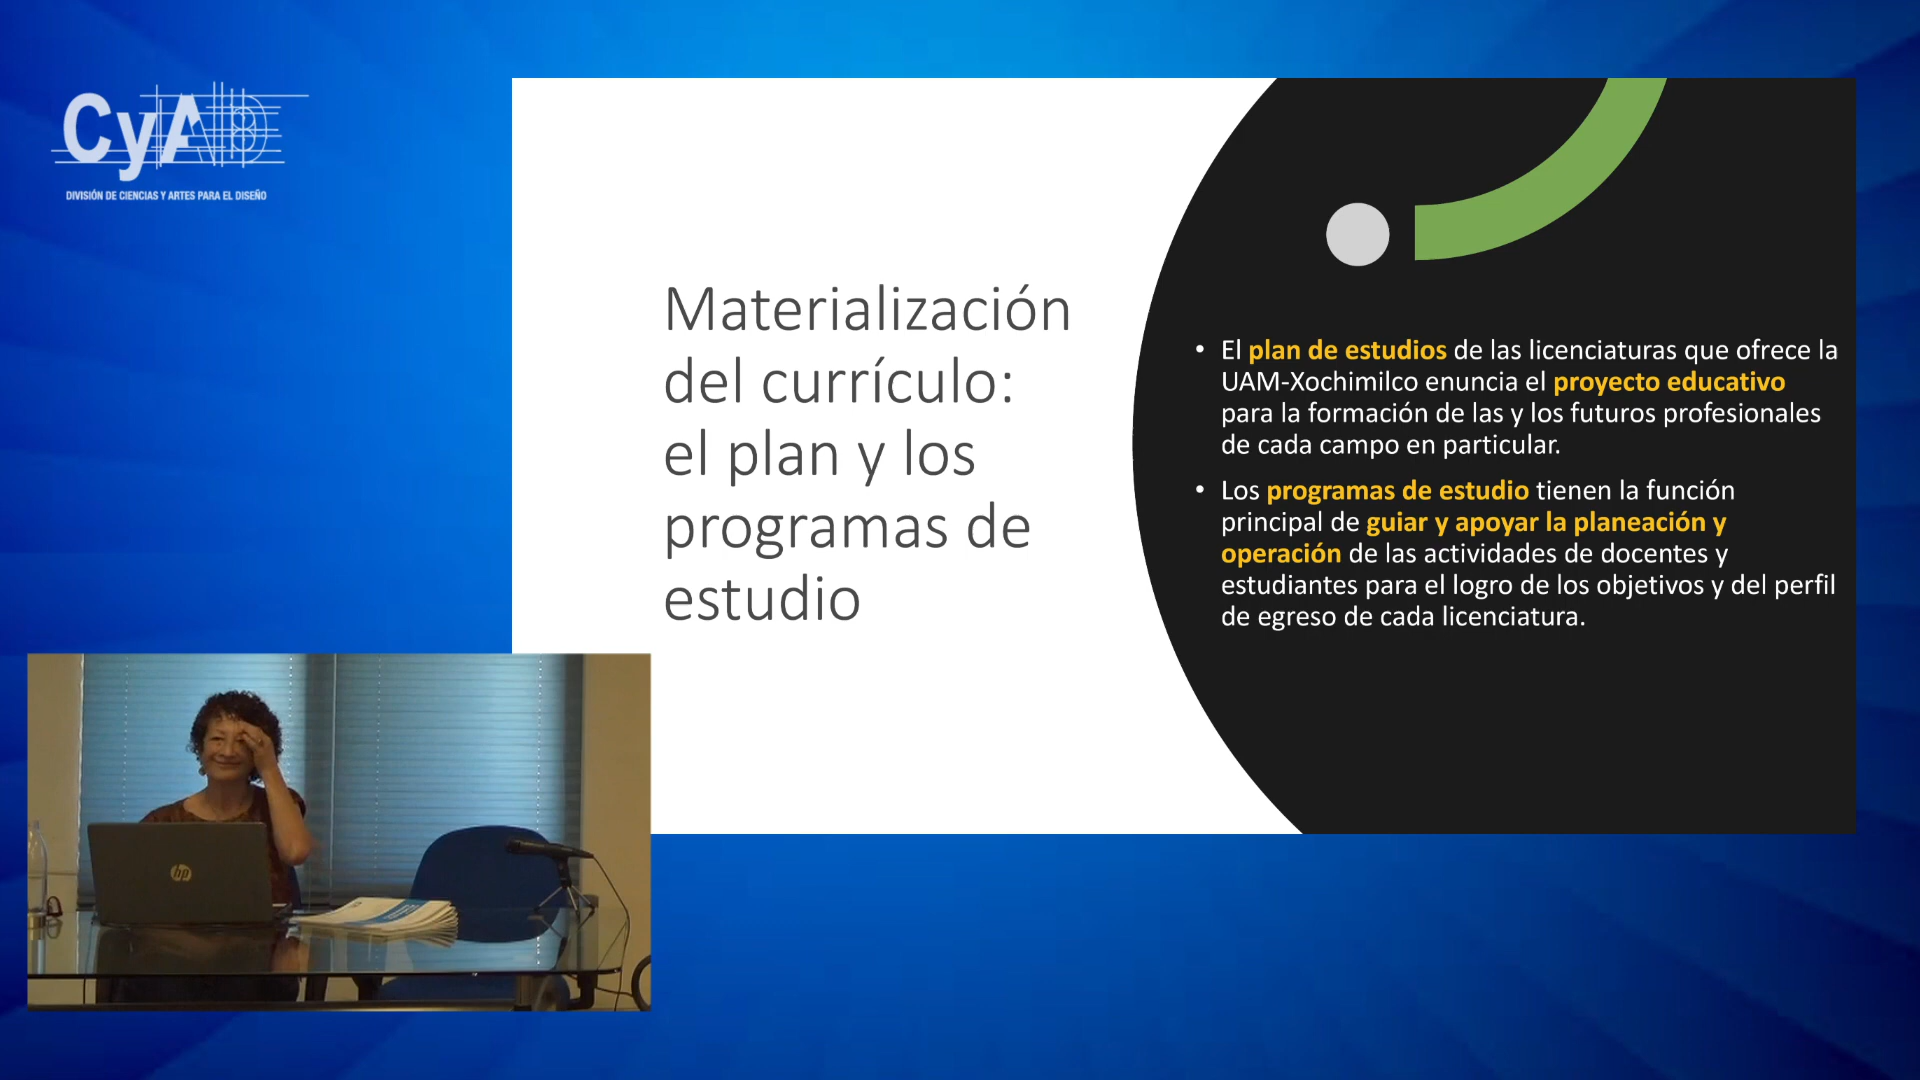 CyAD
DIVISIÓN DE CIENCIAS Y ARTES PARA EL DISEÑO
Materialización
del currículo:
el plan y los
programas de
estudio
• El plan de estudios de las licenciaturas que ofrece la
UAM-Xochimilco enuncia el proyecto educativo
para la formación de las y los futuros profesionales
de cada campo en particular.
• Los programas de estudio tienen la función
principal de guiar y apoyar la planeación y
operación de las actividades de docentes y
estudiantes para el logro de los objetivos y del perfil
de egreso de cada licenciatura.
hp